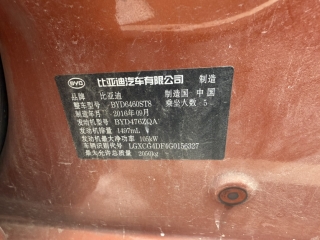 BYD 比亚迪汽车有限公司 制造
品牌 比亚迪 制造国 中国
整车型号 BYD6460ST8 乘坐人数 5
制造年月 2016年09月
发动机型号 BYD476ZQA
发动机排量 1497mL
发动机最大净功率 106kW
车辆识别代号 LGXCG4DF4G0156327
最大允许总质量 2050kg